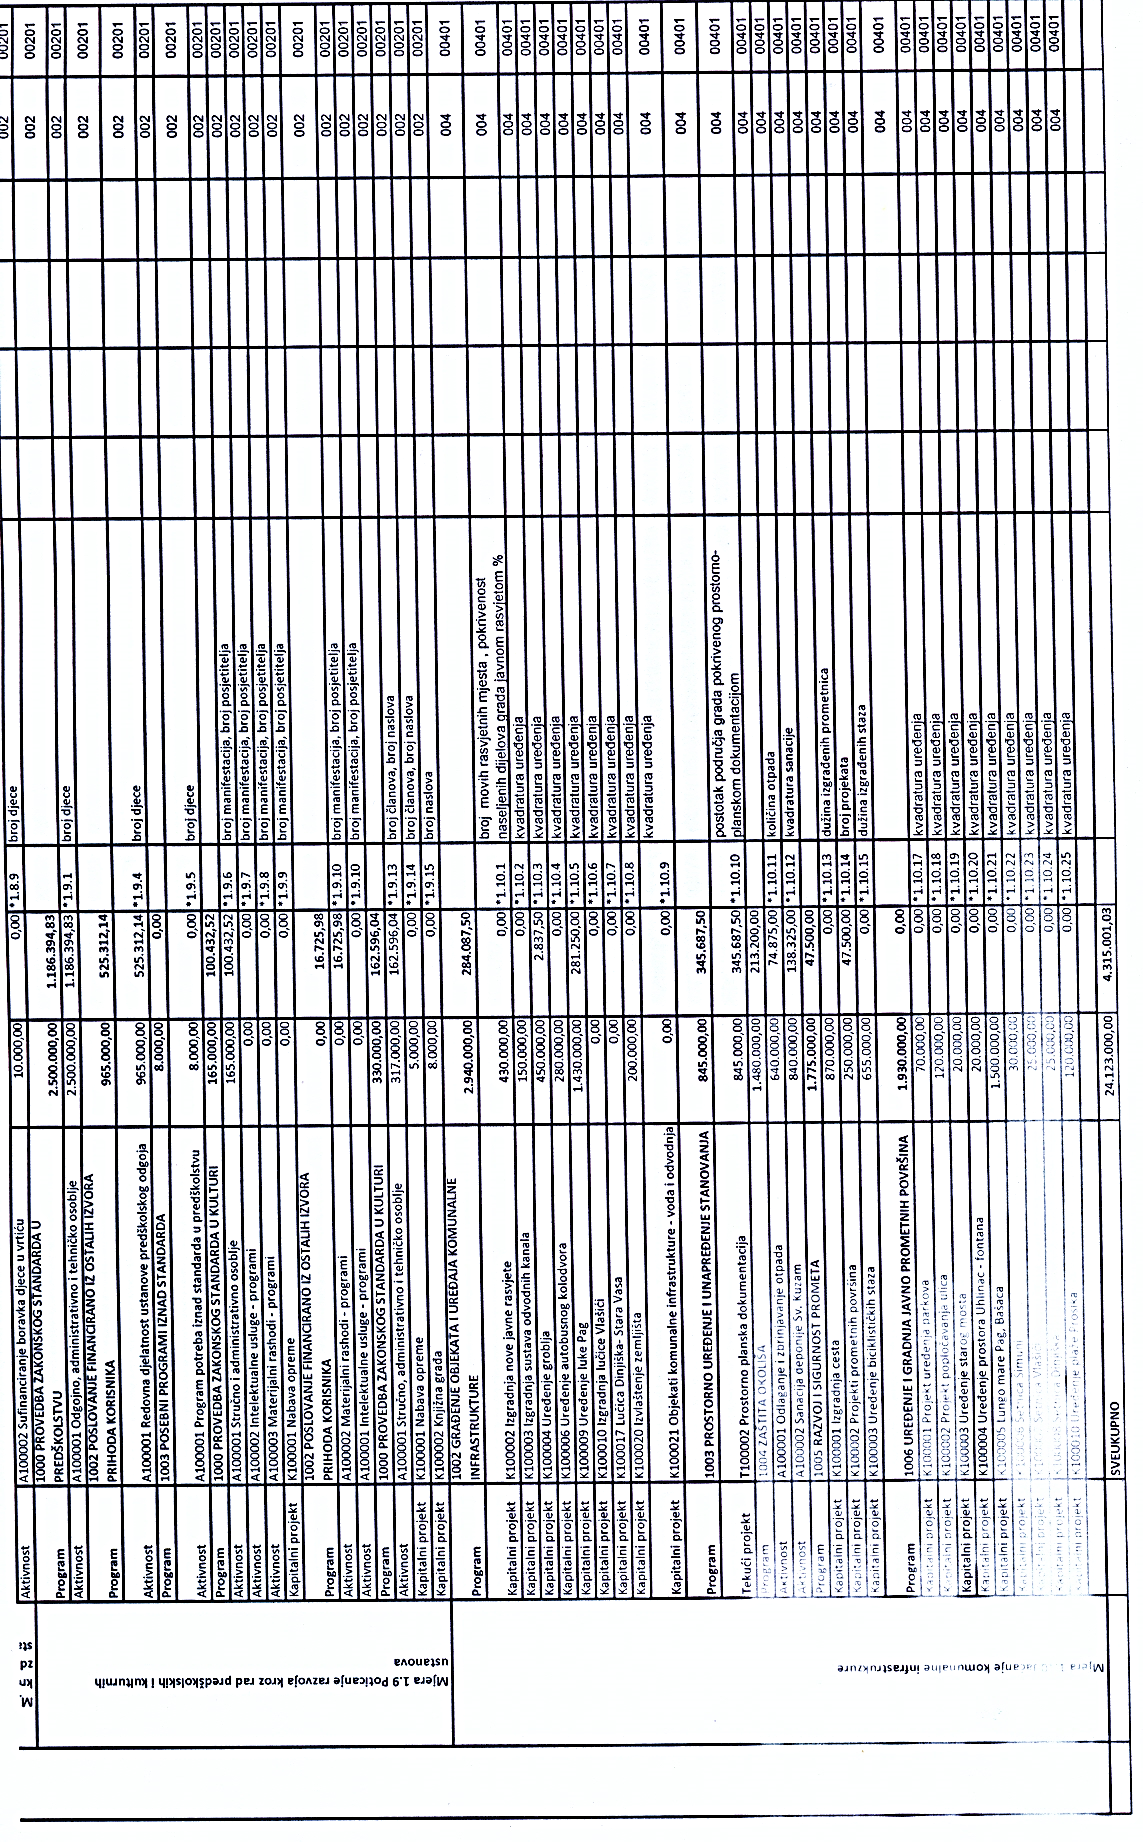 Aktivnost A100002 Sufinanciranje boravka djece u vrtiću 10.000,00 0,00 *1.8.9 broj djece 002 00201
Mjera 1.9 Poticanje razvoja kroz rad predškolskih i kulturnih
ustanova
1000 PROVEDBA ZAKONSKOG STANDARDA U
Program PREDŠKOLSTVU 2.500.000,00 1.186.394,83 002 00201
Aktivnost A100001 Odgojno, administrativno i tehničko osoblje 2.500.000,00 1.186.394,83 *1.9.1 broj djece 002 00201
1002 POSLOVANJE FINANCIRANO IZ OSTALIH IZVORA
Program PRIHODA KORISNIKA 965.000,00 525.312,14 002 00201
Aktivnost A100001 Redovna djelatnost ustanove predškolskog odgoja 965.000,00 525.312,14 *1.9.4 broj djece 002 00201
Program 1003 POSEBNI PROGRAMI IZNAD STANDARDA 8.000,00 0,00 002 00201
Aktivnost A100001 Program potreba iznad standarda u predškolstvu 8.000,00 0,00 *1.9.5 broj djece 002 00201
Program 1000 PROVEDBA ZAKONSKOG STANDARDA U KULTURI 165.000,00 100.432,52 002 00201
Aktivnost A100001 Stručno i administrativno osoblje 165.000,00 100.432,52 *1.9.6 broj manifestacija, broj posjetitelja 002 00201
Aktivnost A100002 Intelektualne usluge - programi 0,00 0,00 *1.9.7 broj manifestacija, broj posjetitelja 002 00201
Aktivnost A100003 Materijalni rashodi - programi 0,00 0,00 *1.9.8 broj manifestacija, broj posjetitelja 002 00201
Kapitalni projekt K100001 Nabava opreme 0,00 0,00 *1.9.9 broj manifestacija, broj posjetitelja 002 00201
1002 POSLOVANJE FINANCIRANO IZ OSTALIH IZVORA
Program PRIHODA KORISNIKA 0,00 16.725,98 002 00201
Aktivnost A100002 Materijalni rashodi - programi 0,00 16.725,98 *1.9.10 broj manifestacija, broj posjetitelja 002 00201
Aktivnost A100001 Intelektualne usluge - programi 0,00 0,00 *1.9.10 broj manifestacija, broj posjetitelja 002 00201
Program 1000 PROVEDBA ZAKONSKOG STANDARDA U KULTURI 330.000,00 162.596,04 002 00201
Aktivnost A100001 Stručno, administrativno i tehničko osoblje 317.000,00 162.596,04 *1.9.13 broj članova, broj naslova 002 00201
Kapitalni projekt K100001 Nabava opreme 5.000,00 0,00 *1.9.14 broj članova, broj naslova 002 00201
Kapitalni projekt K100002 Knjižna građa 8.000,00 0,00 *1.9.15 broj naslova 004 00401
komunalne infrastrukture
1002 GRAĐENJE OBJEKATA I UREĐAJA KOMUNALNE
Program INFRASTRUKTURE 2.940.000,00 284.087,50 004 00401
broj movih rasvjetnih mjesta , pokrivenost
Kapitalni projekt K100002 Izgradnja nove javne rasvjete 430.000,00 0,00 *1.10.1 naseljenih dijelova grada javnom rasvjetom % 004 00401
Kapitalni projekt K100003 Izgradnja sustava odvodnih kanala 150.000,00 0,00 *1.10.2 kvadratura uređenja 004 00401
Kapitalni projekt K100004 Uređenje groblja 450.000,00 2.837,50 *1.10.3 kvadratura uređenja 004 00401
Kapitalni projekt K100006 Uređenje autobusnog kolodvora 280.000,00 0,00 *1.10.4 kvadratura uređenja 004 00401
Kapitalni projekt K100009 Uređenje luke Pag 1.430.000,00 281.250,00 *1.10.5 kvadratura uređenja 004 00401
Kapitalni projekt K100010 Izgradnja lučice Vlašići 0,00 0,00 *1.10.6 kvadratura uređenja 004 00401
Kapitalni projekt K100017 Lučica Dinjiška- Stara Vasa 0,00 0,00 *1.10.7 kvadratura uređenja 004 00401
Kapitalni projekt K100020 Izvlaštenje zemljišta 200.000,00 0,00 *1.10.8 kvadratura uređenja 004 00401
Kapitalni projekt K100021 Objekati komunalne infrastrukture - voda i odvodnja 0,00 0,00 *1.10.9 kvadratura uređenja 004 00401
Program 1003 PROSTORNO UREĐENJE I UNAPREĐENJE STANOVANJA 845.000,00 345.687,50 004 00401
postotak područja grada pokrivenog prostorno-
Tekući projekt T100002 Prostorno planska dokumentacija 845.000,00 345.687,50 *1.10.10 planskom dokumentacijom 004 00401
Program 1004 ZAŠTITA OKOLIŠA 1.480.000,00 213.200,00 004 00401
Aktivnost A100001 Odlaganje i zbrinjavanje otpada 640.000,00 74.875,00 *1.10.11 količina otpada 004 00401
Aktivnost A100002 Sanacija deponije Sv. Kuzam 840.000,00 138.325,00 *1.10.12 kvadratura sanacije 004 00401
Program 1005 RAZVOJ I SIGURNOST PROMETA 1.775.000,00 47.500,00 004 00401
Kapitalni projekt K100001 Izgradnja cesta 870.000,00 0,00 *1.10.13 dužina izgrađenih prometnica 004 00401
Kapitalni projekt K100002 Projekti prometnih površina 250.000,00 47.500,00 *1.10.14 broj projekata 004 00401
Kapitalni projekt K100003 Uređenje biciklističkih staza 655.000,00 0,00 *1.10.15 dužina izgrađenih staza 004 00401
Program 1006 UREĐENJE I GRADNJA JAVNO PROMETNIH POVRŠINA 1.930.000,00 0,00 004 00401
Kapitalni projekt K100001 Projekt uređenja parkova 70.000,00 0,00 *1.10.17 kvadratura uređenja 004 00401
Kapitalni projekt K100002 Projekt popločavanja ulica 120.000,00 0,00 *1.10.18 kvadratura uređenja 004 00401
Kapitalni projekt K100003 Uređenje starog mosta 20.000,00 0,00 *1.10.19 kvadratura uređenja 004 00401
Kapitalni projekt K100004 Uređenje prostora Uhlinac - fontana 20.000,00 0,00 *1.10.20 kvadratura uređenja 004 00401
Kapitalni projekt K100005 Lungo mare Pag, Bašaca 1.500.000,00 0,00 *1.10.21 kvadratura uređenja 004 00401
projekt 30.000,00 0,00 *1.10.22 kvadratura uređenja 004 00401
25.000,00 0,00 *1.10.23 kvadratura uređenja 004 00401
projekt 25.000,00 0,00 *1.10.24 kvadratura uređenja 004 00401
projekt K100010 Uređenje 120.000,00 0,00 *1.10.25 kvadratura uređenja 004 00401
SVEUKUPNO 24.123.000,00 4.315.001,03